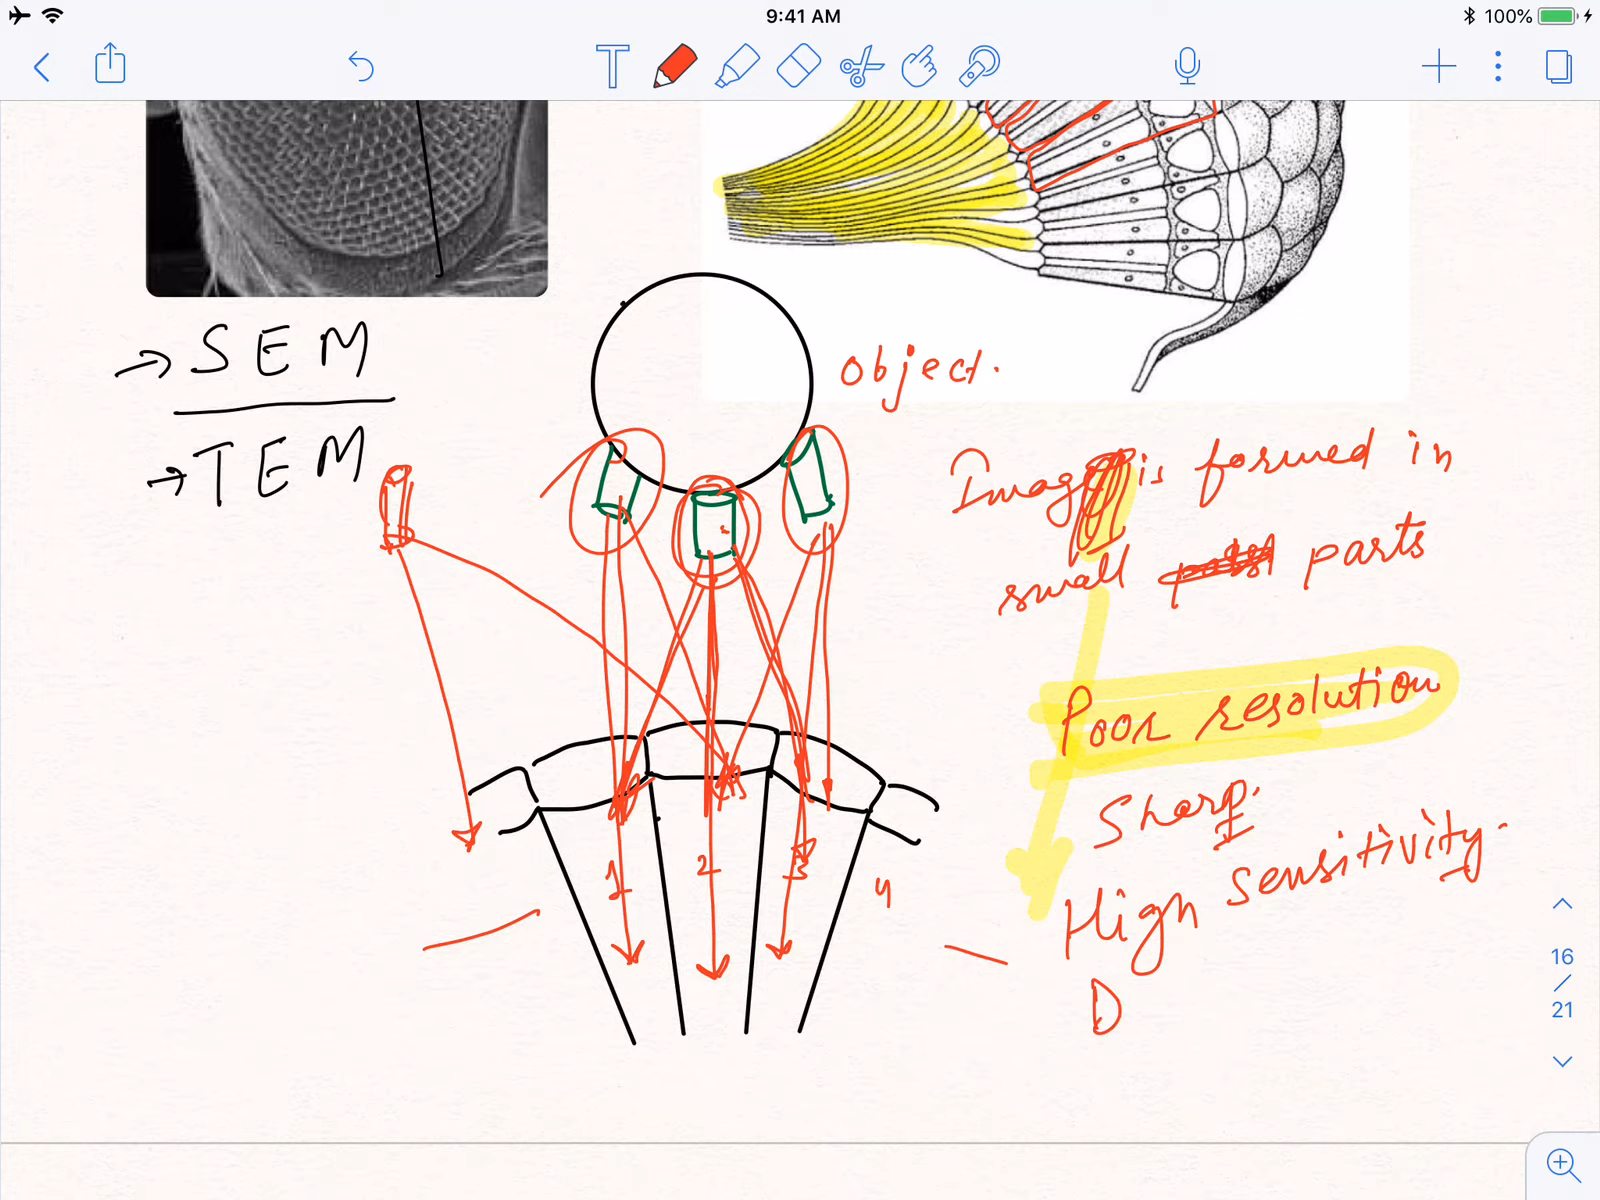 9:41 AM
100%
T
→ SEM
→ TEM
object.
Image is formed in
small parts
Poor resolution
Sharp.
High sensitivity.
D
1 2 3 4
16
/
21